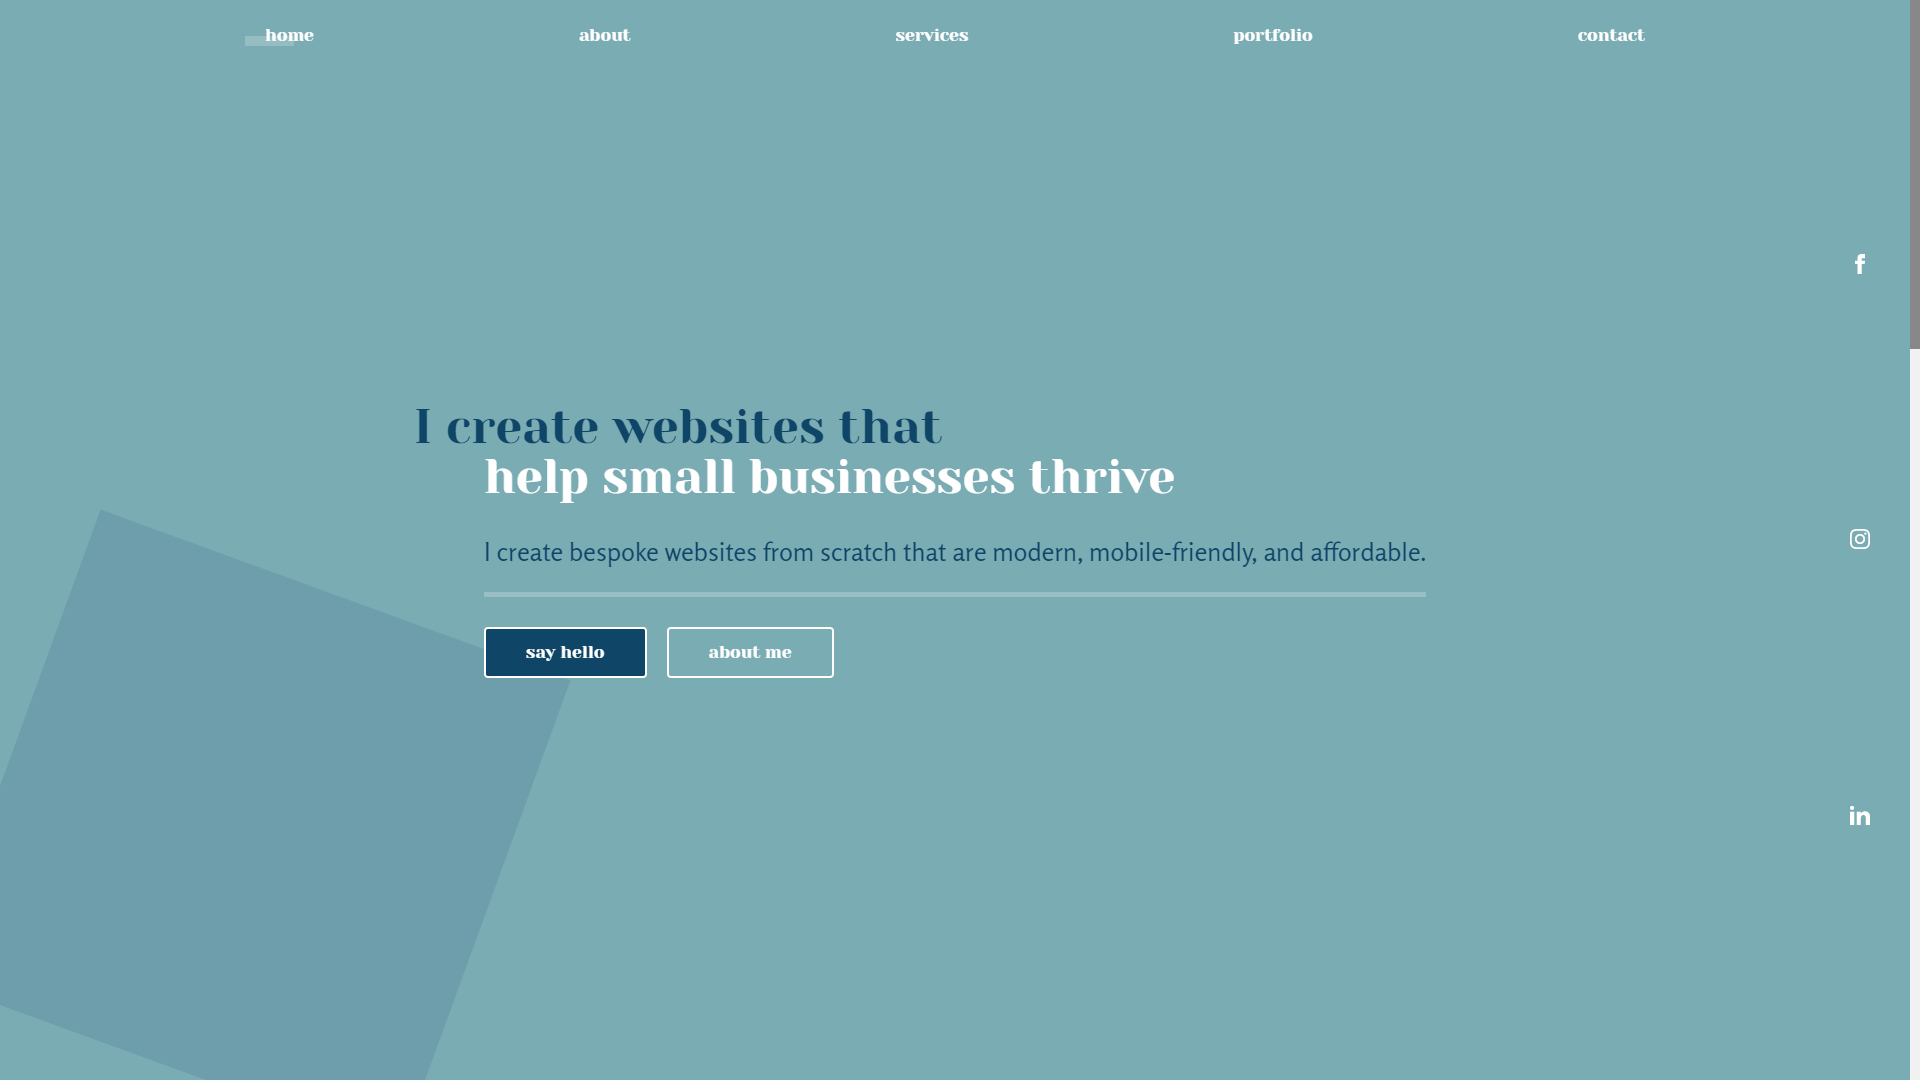 home
about
services
portfolio
contact
I create websites that
help small businesses thrive
I create bespoke websites from scratch that are modern, mobile-friendly, and affordable.
say hello
about me